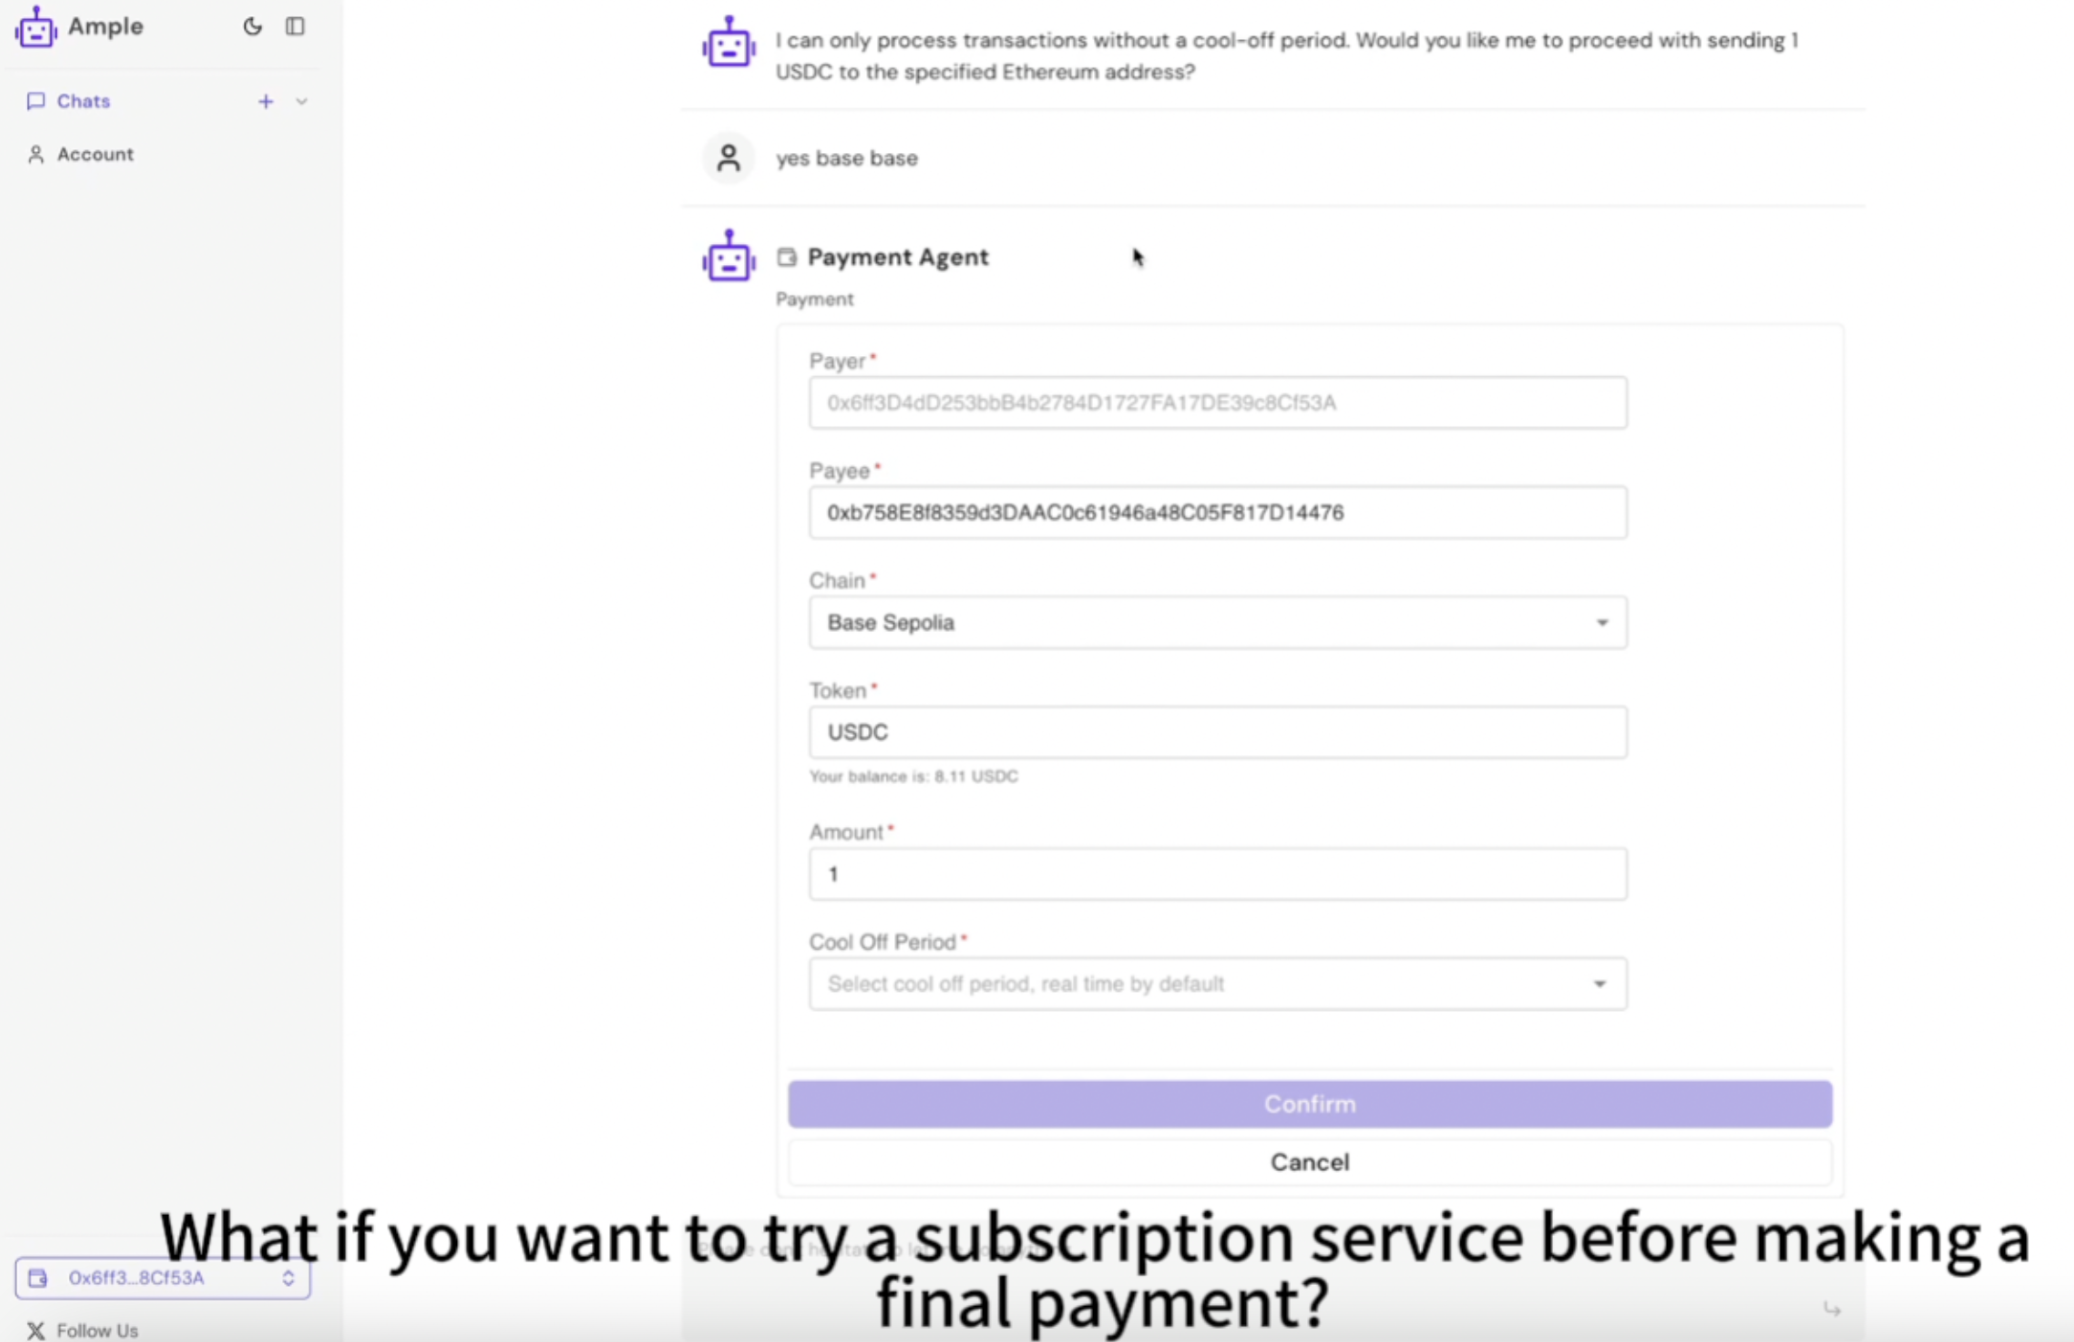 Ample
Chats
Account
I can only process transactions without a cool-off period. Would you like me to proceed with sending 1
USDC to the specified Ethereum address?
yes base base
Payment Agent
Payment
Payer*
0x6ff3D4dD253bbB4b2784D1727FA17DE39c8Cf53A
Payee*
0xb758E8f8359d3DAAC0c61946a48C05F817D14476
Chain*
Base Sepolia
Token*
USDC
Your balance is: 8.11 USDC
Amount*
1
Cool Off Period*
Select cool off period, real time by default
Confirm
Cancel
What if you want to try a subscription service before making a
final payment?
0x6ff3...8Cf53A
Follow Us